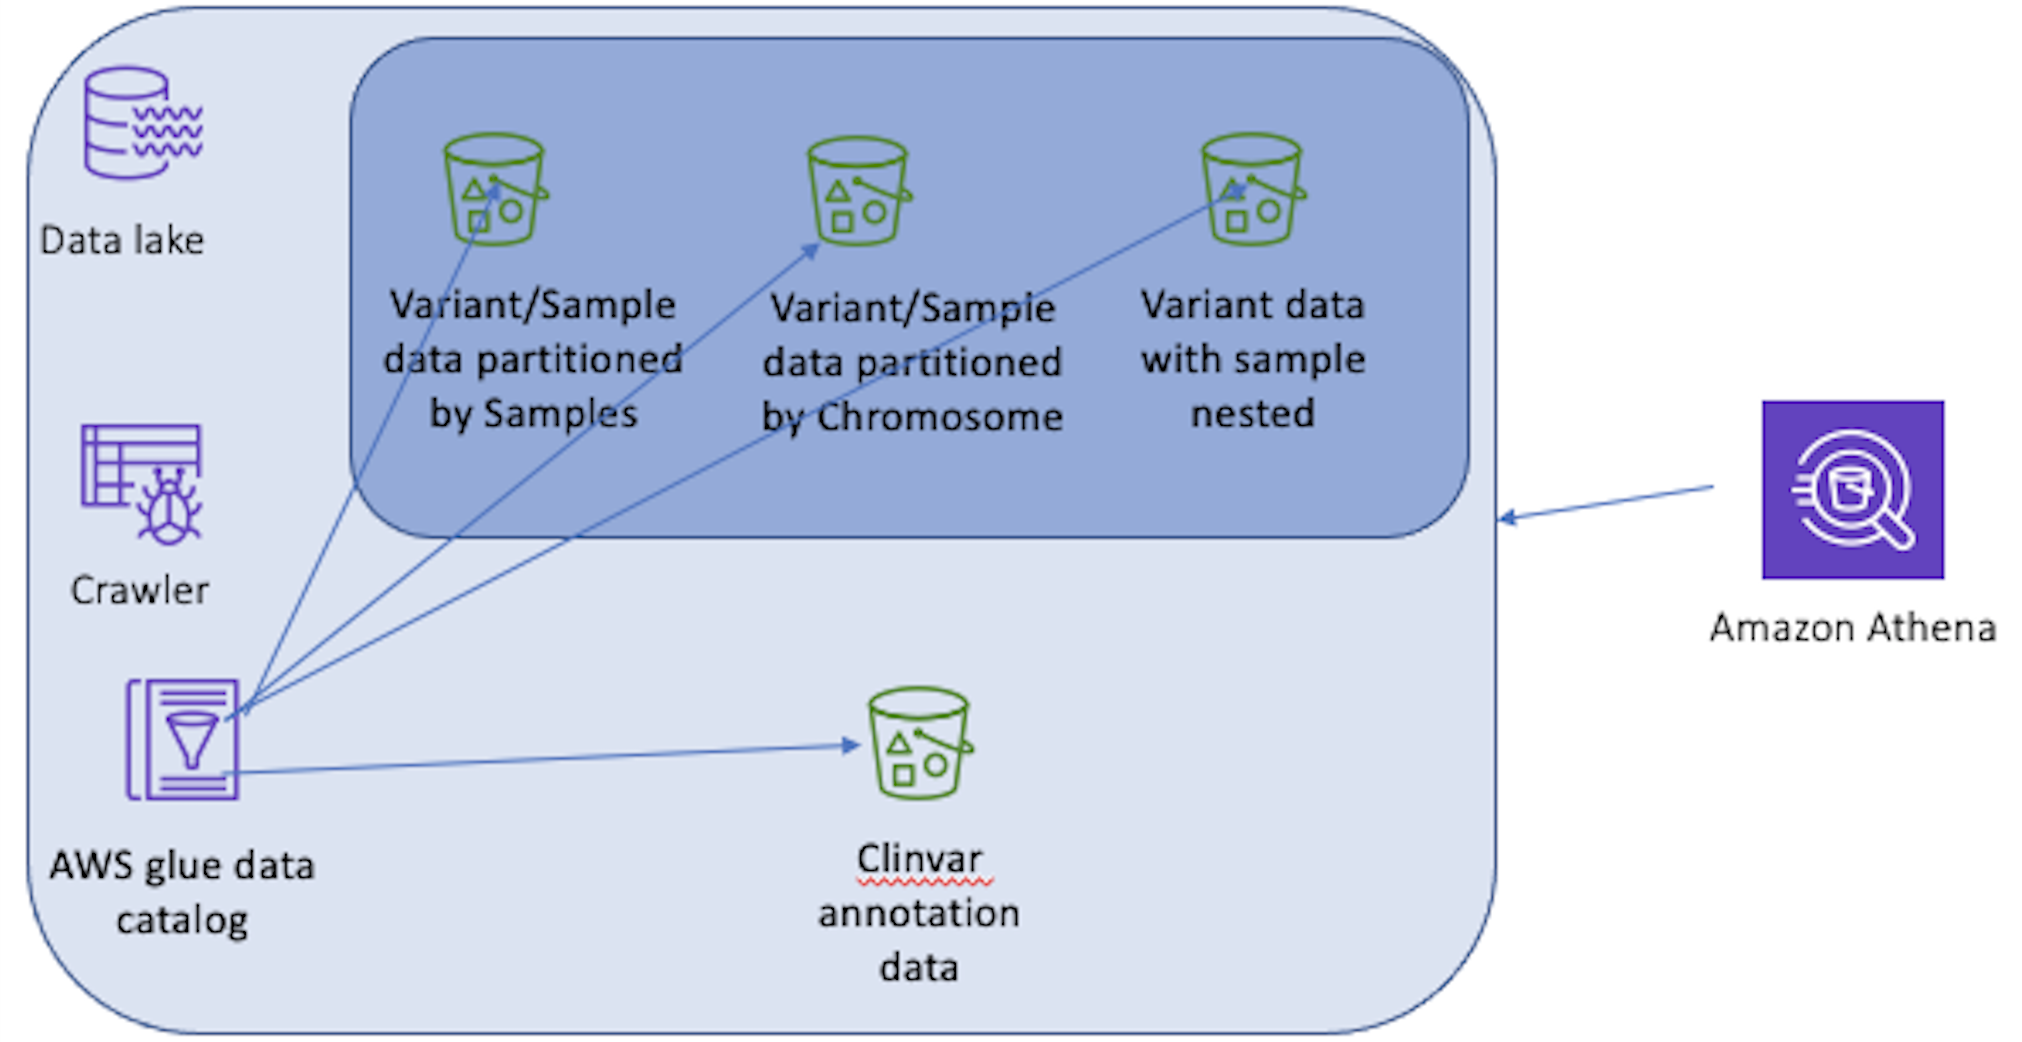 Data lake
Variant/Sample
data partitioned
by Samples
Variant/Sample
data partitioned
by Chromosome
Variant data
with sample
nested
Crawler
Amazon Athena
AWS glue data
catalog
Clinvar
annotation
data